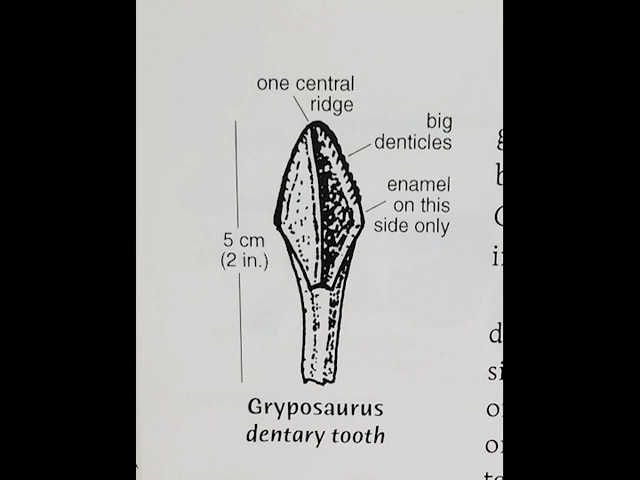 one central
ridge
big
denticles
enamel
on this
side only
5 cm
(2 in.)
Gryposaurus
dentary tooth